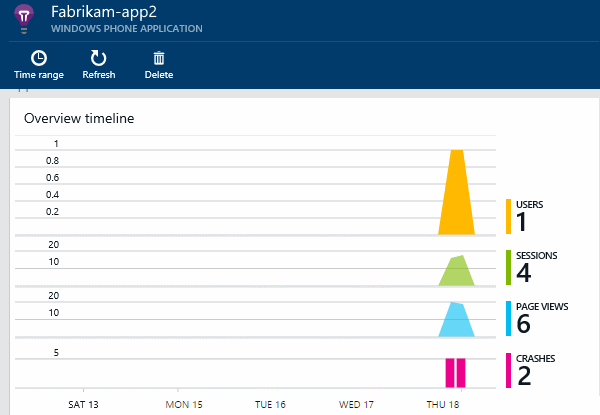 Fabrikam-app2
WINDOWS PHONE APPLICATION
Time range Refresh Delete
Overview timeline
1
0.8
0.6
0.4
0.2
USERS
1
20
10
SESSIONS
4
20
10
PAGE VIEWS
6
5
CRASHES
2
SAT 13 MON 15 TUE 16 WED 17 THU 18